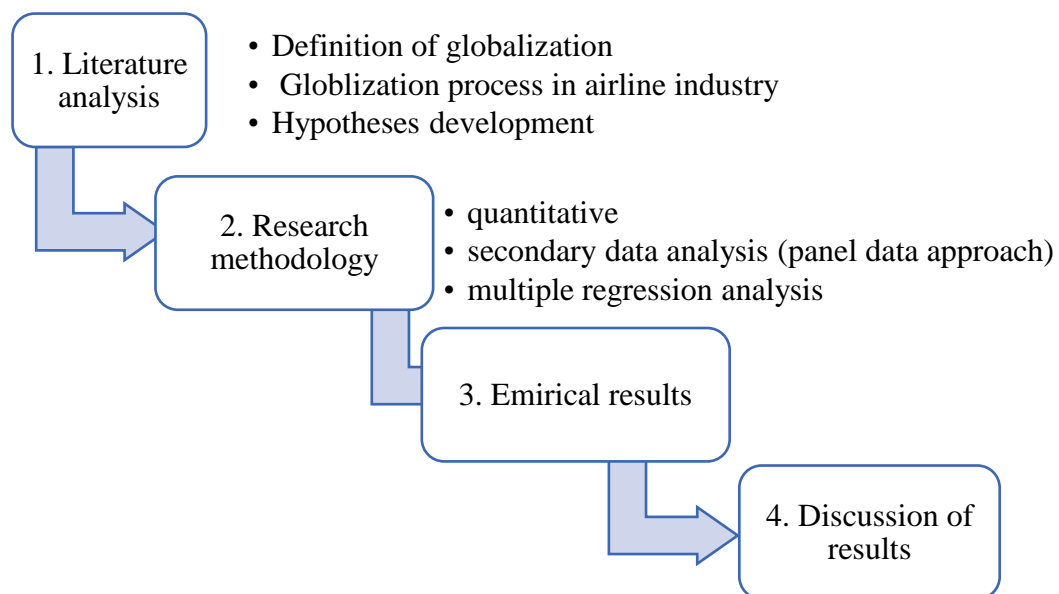 1. Literature
analysis
• Definition of globalization
• Globlization process in airline industry
• Hypotheses development
2. Research
methodology
• quantitative
• secondary data analysis (panel data approach)
• multiple regression analysis
3. Emirical results
4. Discussion of
results